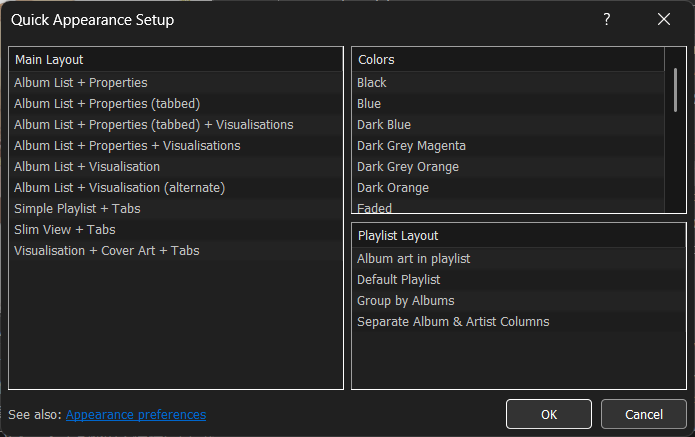 Quick Appearance Setup
?
Main Layout
Album List + Properties
Album List + Properties (tabbed)
Album List + Properties (tabbed) + Visualisations
Album List + Properties + Visualisations
Album List + Visualisation
Album List + Visualisation (alternate)
Simple Playlist + Tabs
Slim View + Tabs
Visualisation + Cover Art + Tabs
Colors
Black
Blue
Dark Blue
Dark Grey Magenta
Dark Grey Orange
Dark Orange
Faded
Playlist Layout
Album art in playlist
Default Playlist
Group by Albums
Separate Album & Artist Columns
See also: Appearance preferences
OK
Cancel